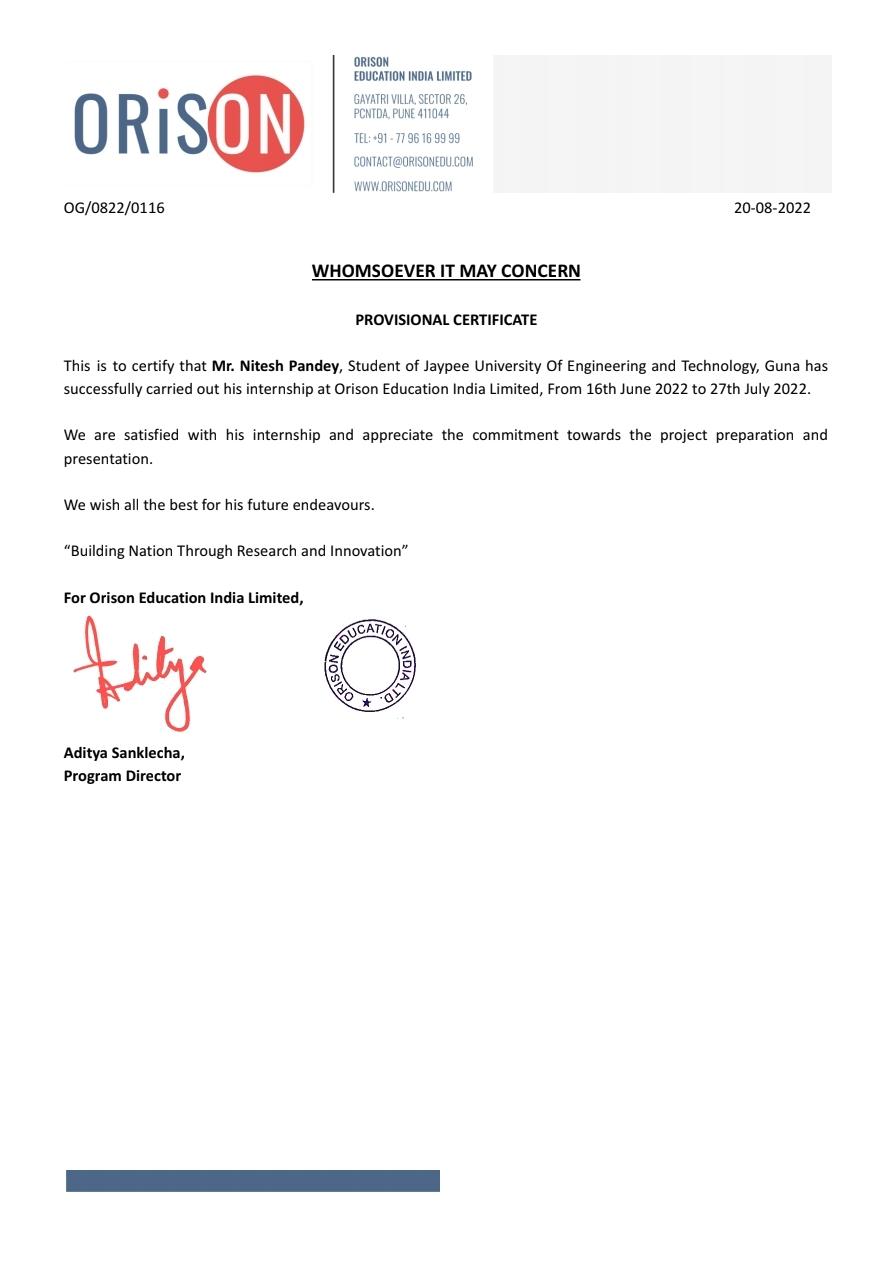 ORiSON
ORISON
EDUCATION INDIA LIMITED
GAYATRI VILLA, SECTOR 26,
PCNTDA, PUNE 411044
TEL: +91 - 77 96 16 99 99
CONTACT@ORISONEDU.COM
WWW.ORISONEDU.COM
OG/0822/0116
20-08-2022
WHOMSOEVER IT MAY CONCERN
PROVISIONAL CERTIFICATE
This is to certify that Mr. Nitesh Pandey, Student of Jaypee University Of Engineering and Technology, Guna has
successfully carried out his internship at Orison Education India Limited, From 16th June 2022 to 27th July 2022.
We are satisfied with his internship and appreciate the commitment towards the project preparation and
presentation.
We wish all the best for his future endeavours.
“Building Nation Through Research and Innovation”
For Orison Education India Limited,
Aditya
ORISON EDUCATION INDIA LTD.
Aditya Sanklecha,
Program Director